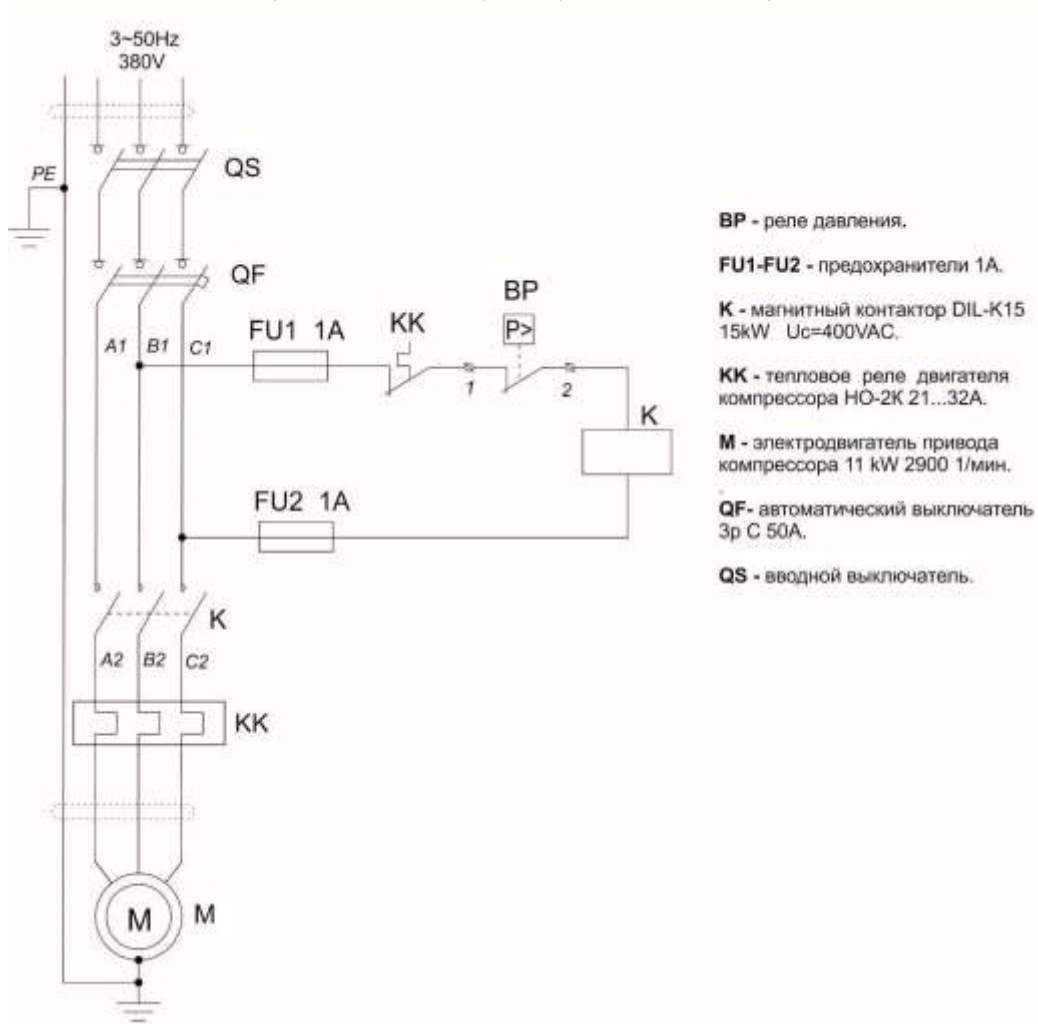 3~50Hz
380V
QS
PE
QF
BP
FU1 1A
KK
P>
A1 B1 C1
1
2
K
FU2 1A
K
A2 B2 C2
KK
M
M
BP - реле давления.
FU1-FU2 - предохранители 1А.
К - магнитный контактор DIL-K15
15kW Uc=400VAC.
КК - тепловое реле двигателя
компрессора НО-2К 21...32А.
М - электродвигатель привода
компрессора 11 kW 2900 1/мин.
QF- автоматический выключатель
3р С 50А.
QS - вводной выключатель.